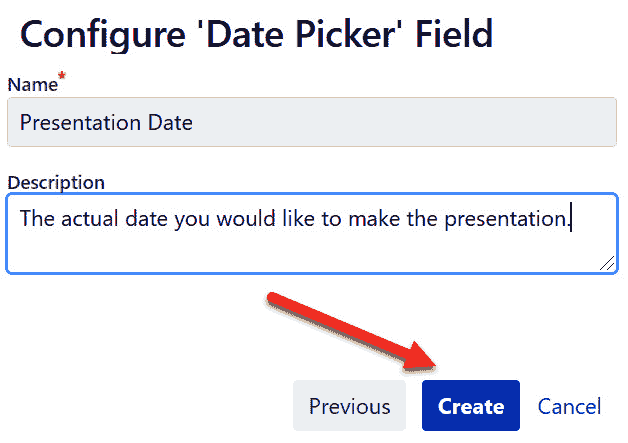 Configure 'Date Picker' Field
Name*
Presentation Date
Description
The actual date you would like to make the presentation.
Previous
Create
Cancel